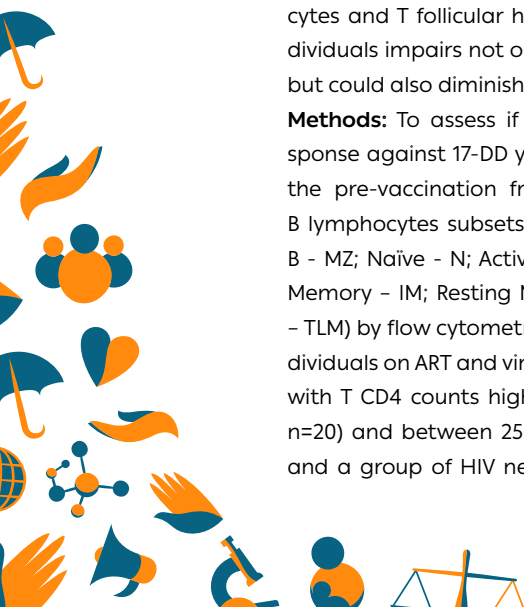 cytes and T follicular h
dividuals impairs not o
but could also diminish
Methods: To assess if
sponse against 17-DD y
the pre-vaccination fr
B lymphocytes subsets
B - MZ; Naïve - N; Activ
Memory – IM; Resting M
– TLM) by flow cytomet
dividuals on ART and vir
with T CD4 counts high
n=20) and between 25
and a group of HIV ne